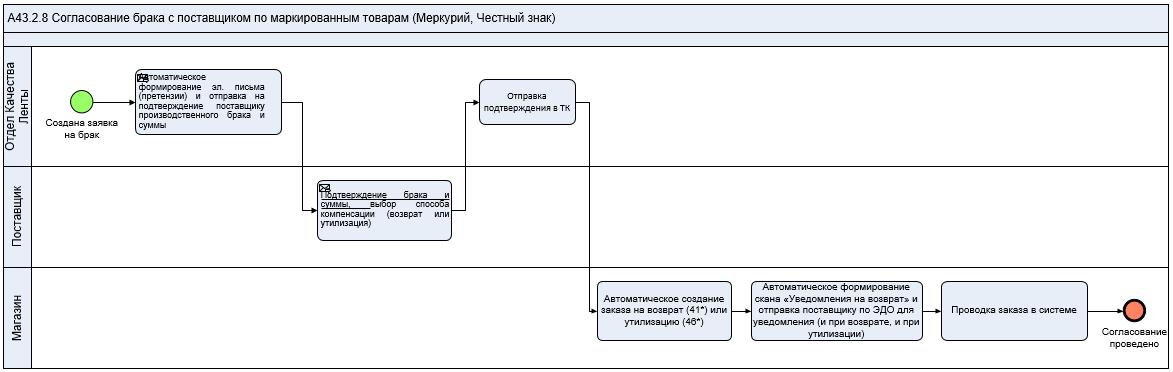 А43.2.8 Согласование брака с поставщиком по маркированным товарам (Меркурий, Честный знак)
Отдел Качества
Ленты
Создана заявка
на брак
Автоматическое
формирование эл. письма
(претензии) и отправка на
подтверждение поставщику
производственного брака и
суммы
Отправка
подтверждения в ТК
Поставщик
Подтверждение брака и
суммы, выбор способа
компенсации (возврат или
утилизация)
Магазин
Автоматическое создание
заказа на возврат (41*) или
утилизацию (46*)
Автоматическое формирование
скана «Уведомления на возврат» и
отправка поставщику по ЭДО для
уведомления (и при возврате, и при
утилизации)
Проводка заказа в системе
Согласование
проведено